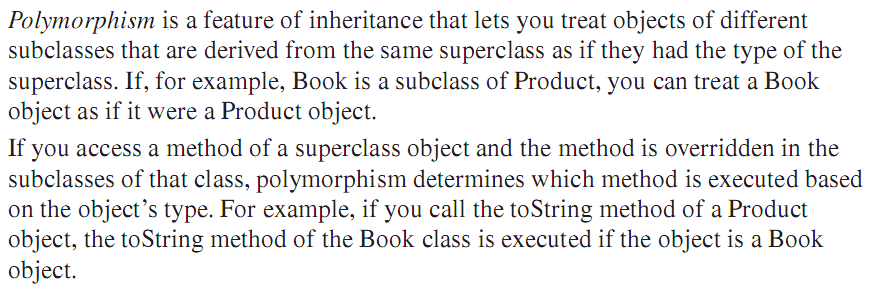 Polymorphism is a feature of inheritance that lets you treat objects of different
subclasses that are derived from the same superclass as if they had the type of the
superclass. If, for example, Book is a subclass of Product, you can treat a Book
object as if it were a Product object.
If you access a method of a superclass object and the method is overridden in the
subclasses of that class, polymorphism determines which method is executed based
on the object’s type. For example, if you call the toString method of a Product
object, the toString method of the Book class is executed if the object is a Book
object.